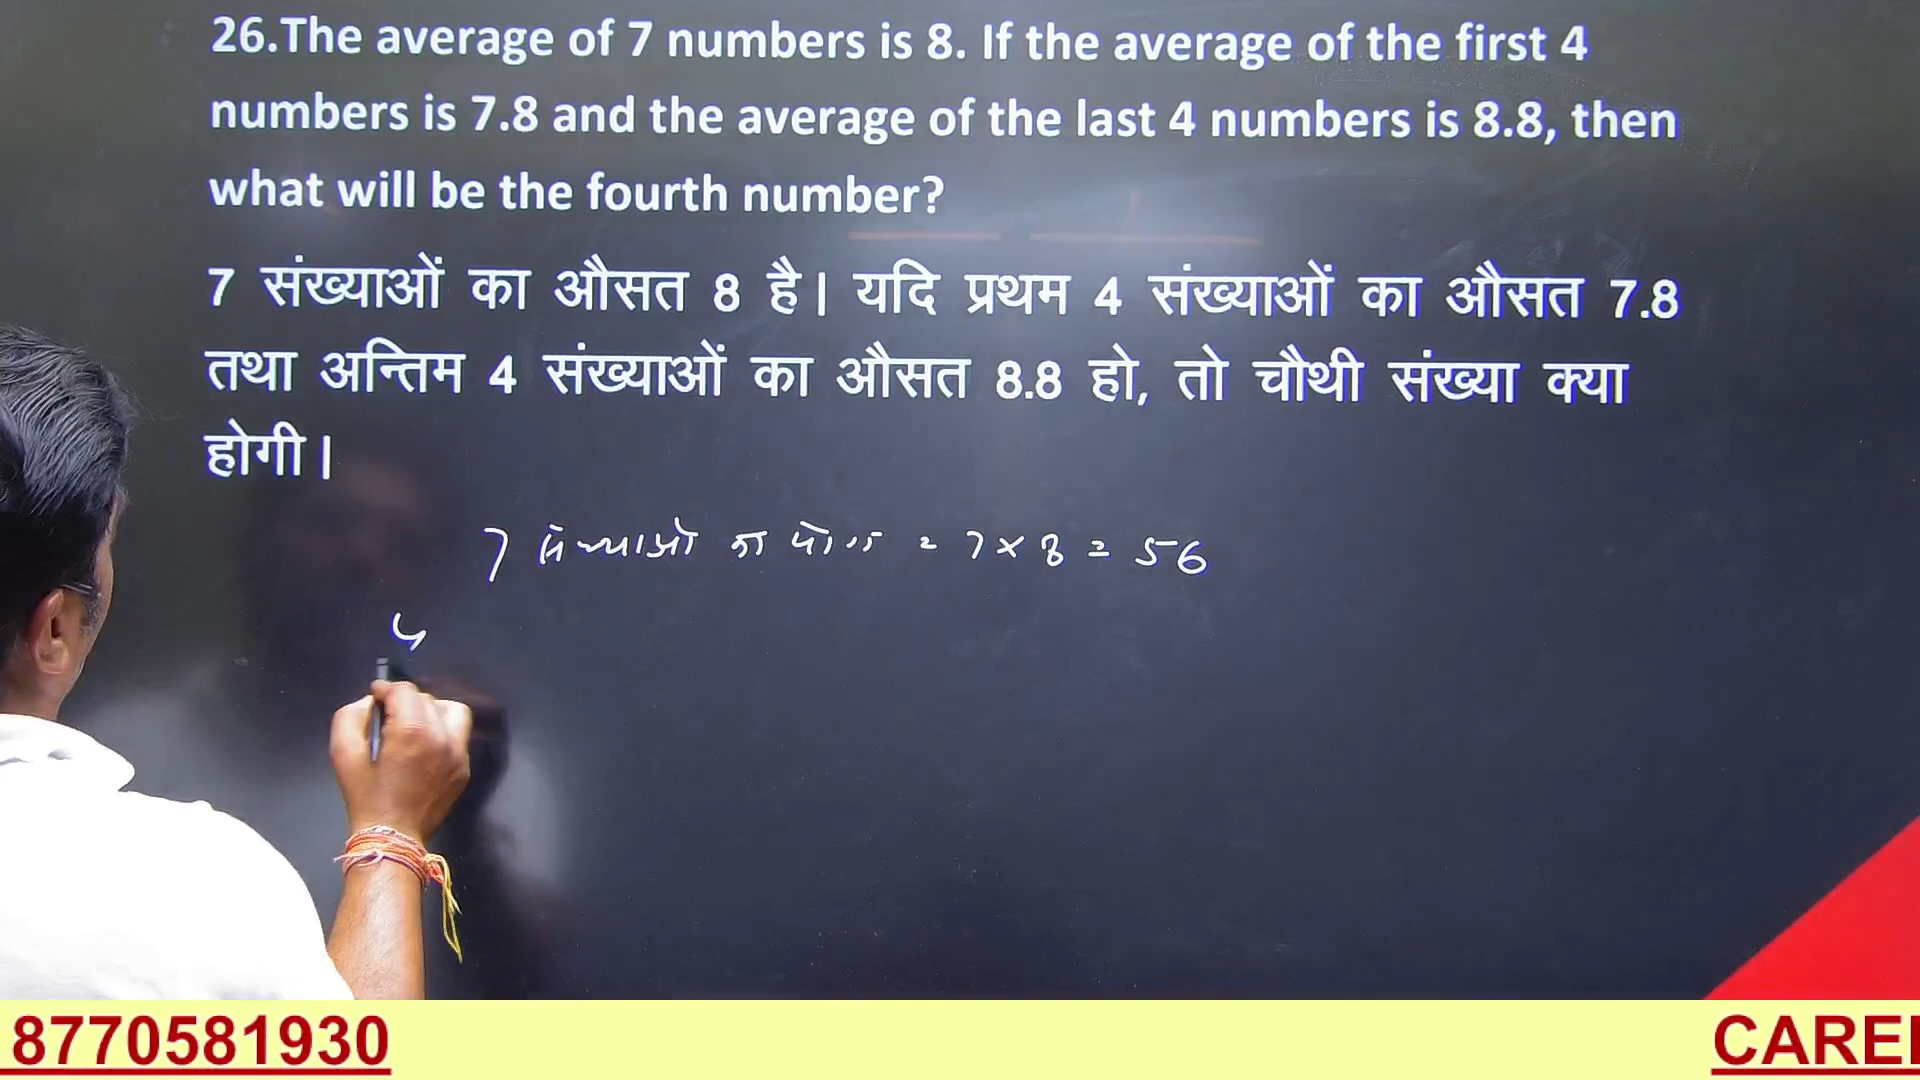 26.The average of 7 numbers is 8. If the average of the first 4
numbers is 7.8 and the average of the last 4 numbers is 8.8, then
what will be the fourth number?
7 संख्याओं का औसत 8 है। यदि प्रथम 4 संख्याओं का औसत 7.8
तथा अन्तिम 4 संख्याओं का औसत 8.8 हो, तो चौथी संख्या क्या
होगी।
7 संख्याओं का योग = 7 × 8 = 56
8770581930